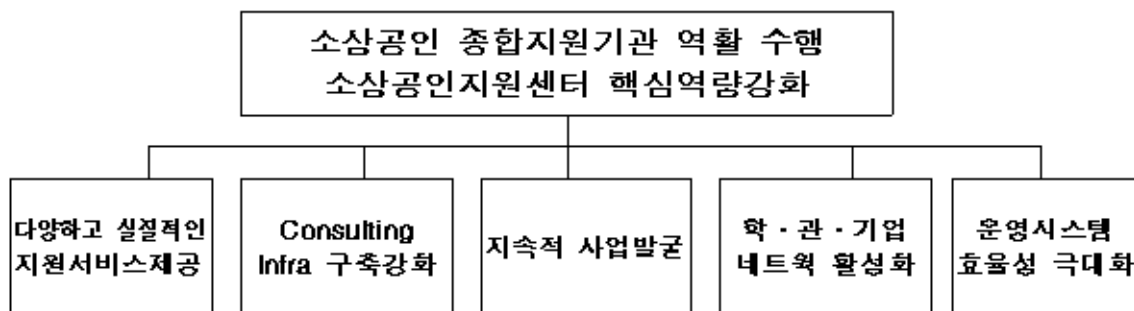 소삼공인 종합지원기관 역활 수행
소삼공인지원센터 핵심역량강화
다양하고 실질적인
지원서비스제공
Consulting
Infra 구축강화
지속적 사업발굴
학·관·기업
네트웍 활성화
운영시스템
효율성 극대화